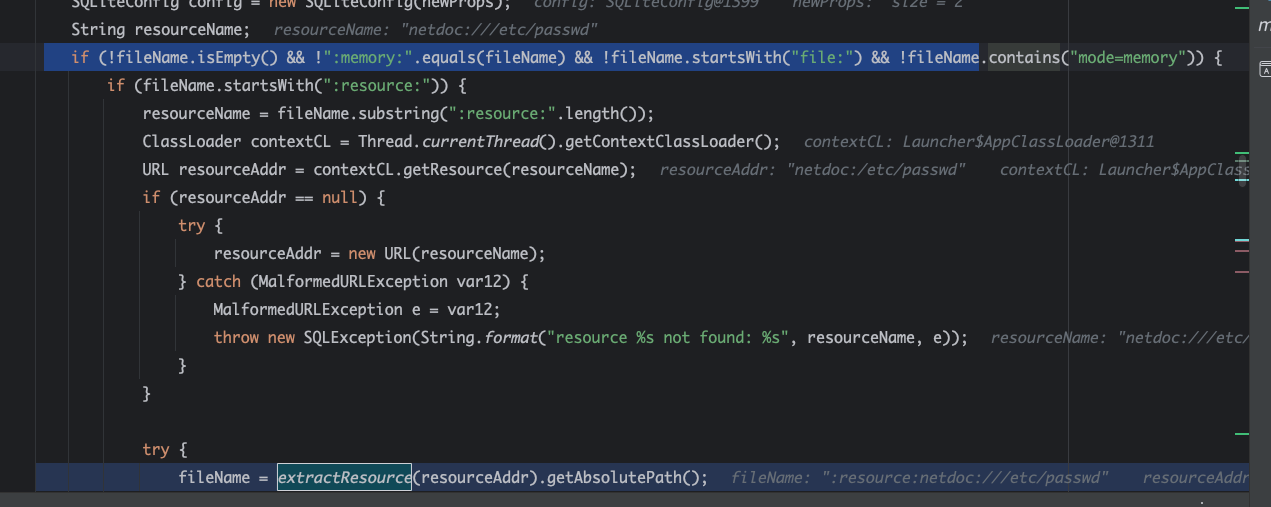 SQLiteConfig config = new SQLiteConfig(newProps);   config: SQLiteConfig@1399   newProps:  size = 2
String resourceName;   resourceName: "netdoc:///etc/passwd"
if (!fileName.isEmpty() && !":memory:".equals(fileName) && !fileName.startsWith("file:") && !fileName.contains("mode=memory")) {
if (fileName.startsWith(":resource:")) {
resourceName = fileName.substring(":resource:".length());
ClassLoader contextCL = Thread.currentThread().getContextClassLoader();   contextCL: Launcher$AppClassLoader@1311
URL resourceAddr = contextCL.getResource(resourceName);   resourceAddr: "netdoc:/etc/passwd"   contextCL: Launcher$AppClass
if (resourceAddr == null) {
try {
resourceAddr = new URL(resourceName);
} catch (MalformedURLException var12) {
MalformedURLException e = var12;
throw new SQLException(String.format("resource %s not found: %s", resourceName, e));   resourceName: "netdoc:///etc/
}
}
try {
fileName = extractResource(resourceAddr).getAbsolutePath();   fileName: ":resource:netdoc:///etc/passwd"   resourceAddr